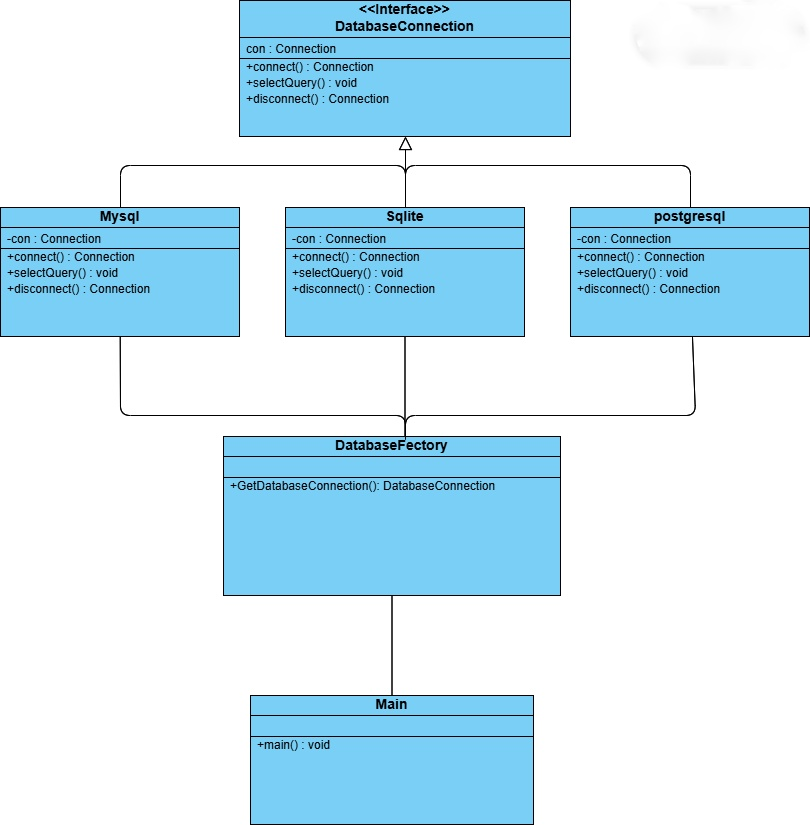 <<Interface>>
DatabaseConnection
con : Connection
+connect() : Connection
+selectQuery() : void
+disconnect() : Connection
Mysql
-con : Connection
+connect() : Connection
+selectQuery() : void
+disconnect() : Connection
Sqlite
-con : Connection
+connect() : Connection
+selectQuery() : void
+disconnect() : Connection
postgresql
-con : Connection
+connect() : Connection
+selectQuery() : void
+disconnect() : Connection
DatabaseFectory
+GetDatabaseConnection(): DatabaseConnection
Main
+main() : void